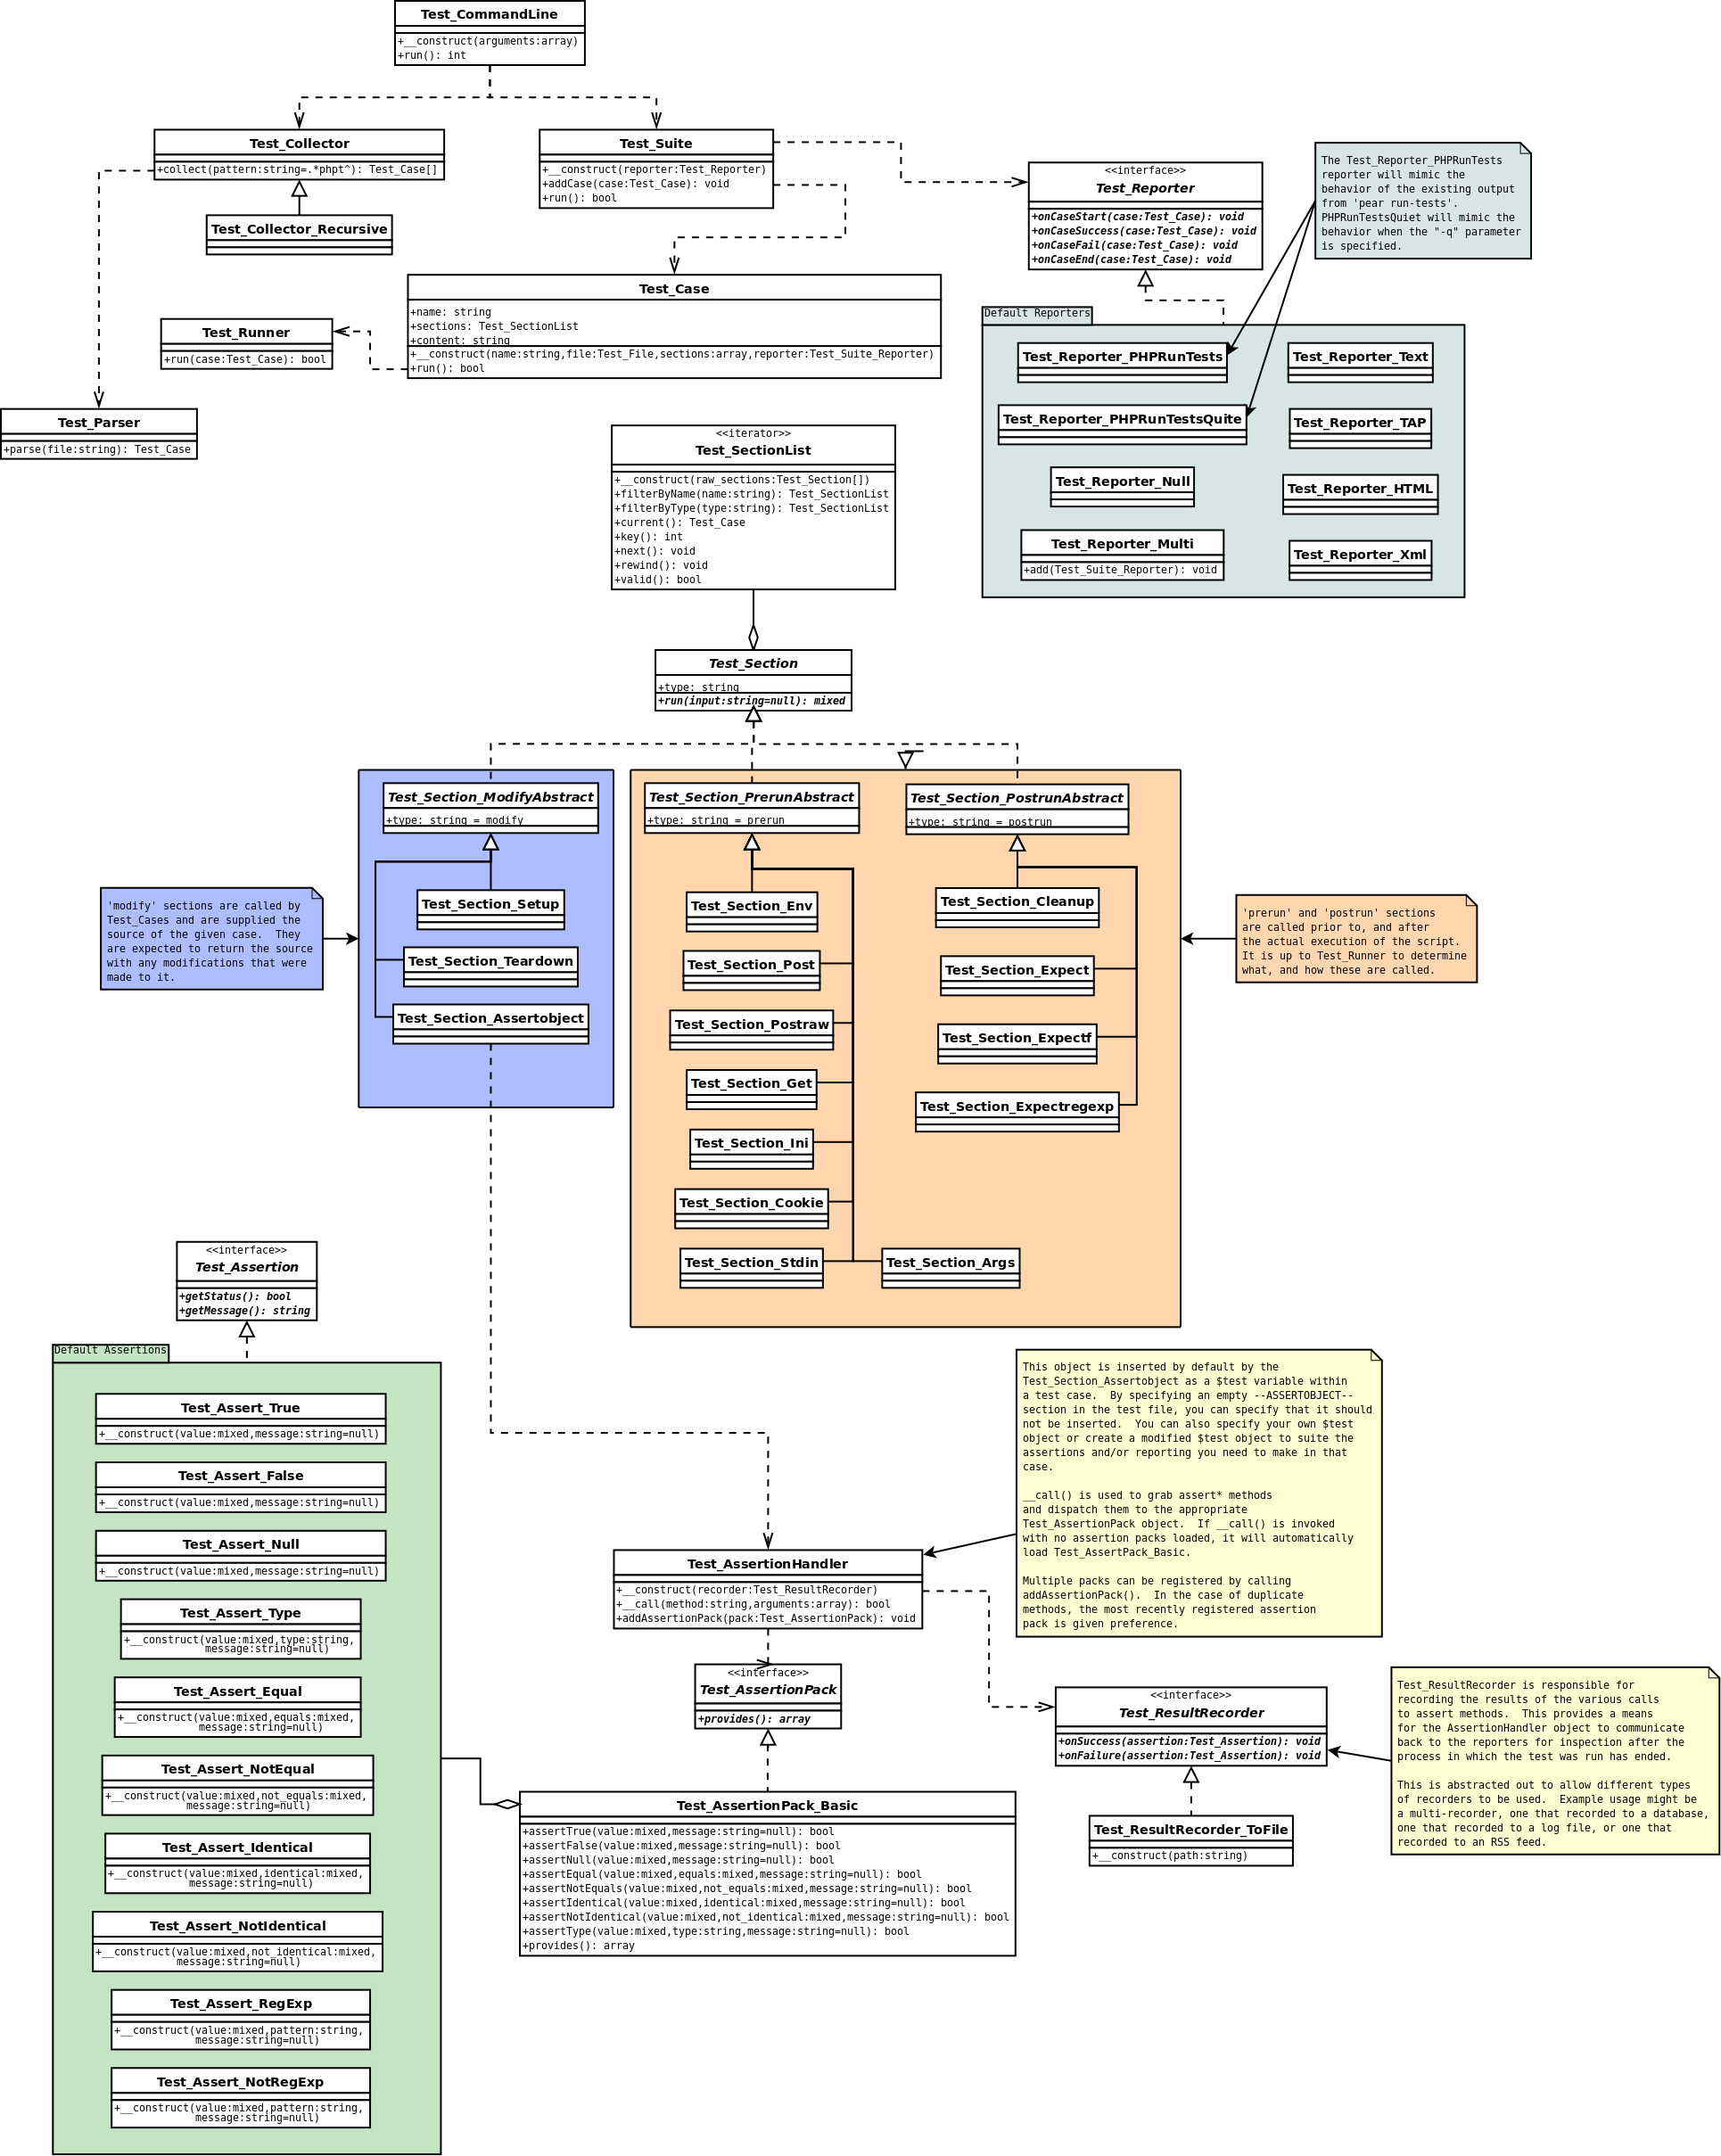 Test_CommandLine
+__construct(arguments:array)
+run(): int
Test_Collector
+collect(pattern:string=.*phpt^): Test_Case[]
Test_Collector_Recursive
Test_Suite
+__construct(reporter:Test_Reporter)
+addCase(case:Test_Case): void
+run(): bool
<<interface>>
Test_Reporter
+onCaseStart(case:Test_Case): void
+onCaseSuccess(case:Test_Case): void
+onCaseFail(case:Test_Case): void
+onCaseEnd(case:Test_Case): void
The Test_Reporter_PHPRunTests
reporter will mimic the
behavior of the existing output
from 'pear run-tests'.
PHPRunTestsQuiet will mimic the
behavior when the "-q" parameter
is specified.
Test_Case
+name: string
+sections: Test_SectionList
+content: string
+__construct(name:string,file:Test_File,sections:array,reporter:Test_Suite_Reporter)
+run(): bool
Test_Runner
+run(case:Test_Case): bool
Test_Parser
+parse(file:string): Test_Case
Default Reporters
Test_Reporter_PHPRunTests
Test_Reporter_Text
Test_Reporter_PHPRunTestsQuite
Test_Reporter_TAP
Test_Reporter_Null
Test_Reporter_HTML
Test_Reporter_Multi
+add(Test_Suite_Reporter): void
Test_Reporter_Xml
<<iterator>>
Test_SectionList
+__construct(raw_sections:Test_Section[])
+filterByName(name:string): Test_SectionList
+filterByType(type:string): Test_SectionList
+current(): Test_Case
+key(): int
+next(): void
+rewind(): void
+valid(): bool
Test_Section
+type: string
+run(input:string=null): mixed
Test_Section_ModifyAbstract
+type: string = modify
Test_Section_Setup
Test_Section_Teardown
Test_Section_Assertobject
'modify' sections are called by
Test_Cases and are supplied the
source of the given case.  They
are expected to return the source
with any modifications that were
made to it.
Test_Section_PrerunAbstract
+type: string = prerun
Test_Section_Env
Test_Section_Post
Test_Section_Postraw
Test_Section_Get
Test_Section_Ini
Test_Section_Cookie
Test_Section_Stdin
Test_Section_Args
Test_Section_PostrunAbstract
+type: string = postrun
Test_Section_Cleanup
Test_Section_Expect
Test_Section_Expectf
Test_Section_Expectregexp
'prerun' and 'postrun' sections
are called prior to, and after
the actual execution of the script.
It is up to Test_Runner to determine
what, and how these are called.
<<interface>>
Test_Assertion
+getStatus(): bool
+getMessage(): string
Default Assertions
Test_Assert_True
+__construct(value:mixed,message:string=null)
Test_Assert_False
+__construct(value:mixed,message:string=null)
Test_Assert_Null
+__construct(value:mixed,message:string=null)
Test_Assert_Type
+__construct(value:mixed,type:string,
message:string=null)
Test_Assert_Equal
+__construct(value:mixed,equals:mixed,
message:string=null)
Test_Assert_NotEqual
+__construct(value:mixed,not_equals:mixed,
message:string=null)
Test_Assert_Identical
+__construct(value:mixed,identical:mixed,
message:string=null)
Test_Assert_NotIdentical
+__construct(value:mixed,not_identical:mixed,
message:string=null)
Test_Assert_RegExp
+__construct(value:mixed,pattern:string,
message:string=null)
Test_Assert_NotRegExp
+__construct(value:mixed,pattern:string,
message:string=null)
This object is inserted by default by the
Test_Section_Assertobject as a $test variable within
a test case.  By specifying an empty --ASSERTOBJECT--
section in the test file, you can specify that it should
not be inserted.  You can also specify your own $test
object or create a modified $test object to suite the
assertions and/or reporting you need to make in that
case.
__call() is used to grab assert* methods
and dispatch them to the appropriate
Test_AssertionPack object.  If __call() is invoked
with no assertion packs loaded, it will automatically
load Test_AssertPack_Basic.
Multiple packs can be registered by calling
addAssertionPack().  In the case of duplicate
methods, the most recently registered assertion
pack is given preference.
Test_AssertionHandler
+__construct(recorder:Test_ResultRecorder)
+__call(method:string,arguments:array): bool
+addAssertionPack(pack:Test_AssertionPack): void
<<interface>>
Test_AssertionPack
+provides(): array
<<interface>>
Test_ResultRecorder
+onSuccess(assertion:Test_Assertion): void
+onFailure(assertion:Test_Assertion): void
Test_ResultRecorder_ToFile
+__construct(path:string)
Test_ResultRecorder is responsible for
recording the results of the various calls
to assert methods.  This provides a means
for the AssertionHandler object to communicate
back to the reporters for inspection after the
process in which the test was run has ended.
This is abstracted out to allow different types
of recorders to be used.  Example usage might be
a multi-recorder, one that recorded to a database,
one that recorded to a log file, or one that
recorded to an RSS feed.
Test_AssertionPack_Basic
+assertTrue(value:mixed,message:string=null): bool
+assertFalse(value:mixed,message:string=null): bool
+assertNull(value:mixed,message:string=null): bool
+assertEqual(value:mixed,equals:mixed,message:string=null): bool
+assertNotEquals(value:mixed,not_equals:mixed,message:string=null): bool
+assertIdentical(value:mixed,identical:mixed,message:string=null): bool
+assertNotIdentical(value:mixed,not_identical:mixed,message:string=null): bool
+assertType(value:mixed,type:string,message:string=null): bool
+provides(): array